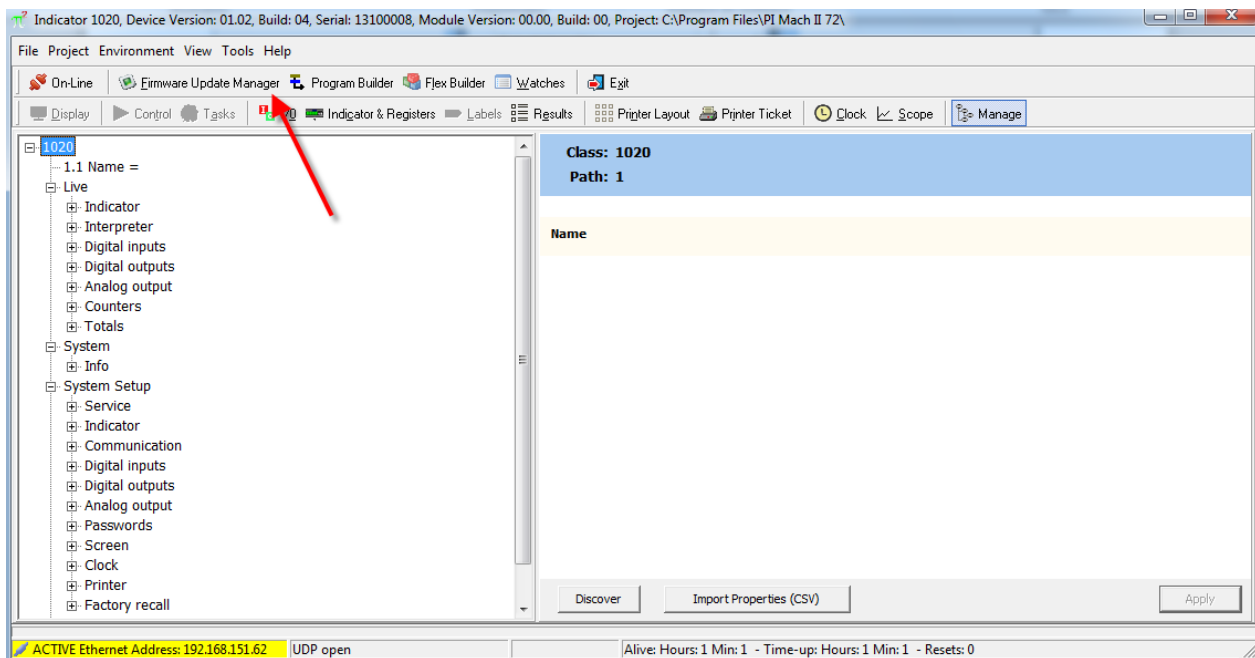 Indicator 1020, Device Version: 01.02, Build: 04, Serial: 13100008, Module Version: 00.00, Build: 00, Project: C:\Program Files\PI Mach II 72\
File Project Environment View Tools Help
On-Line Firmware Update Manager Program Builder Flex Builder Watches Exit
Display Control Tasks Indicator & Registers Labels Results Printer Layout Printer Ticket Clock Scope Manage
1020
1.1 Name =
Live
Indicator
Interpreter
Digital inputs
Digital outputs
Analog output
Counters
Totals
System
Info
System Setup
Service
Indicator
Communication
Digital inputs
Digital outputs
Analog output
Passwords
Screen
Clock
Printer
Factory recall
Class: 1020
Path: 1
Name
Discover Import Properties (CSV) Apply
ACTIVE Ethernet Address: 192.168.151.62 UDP open Alive: Hours: 1 Min: 1 - Time-up: Hours: 1 Min: 1 - Resets: 0